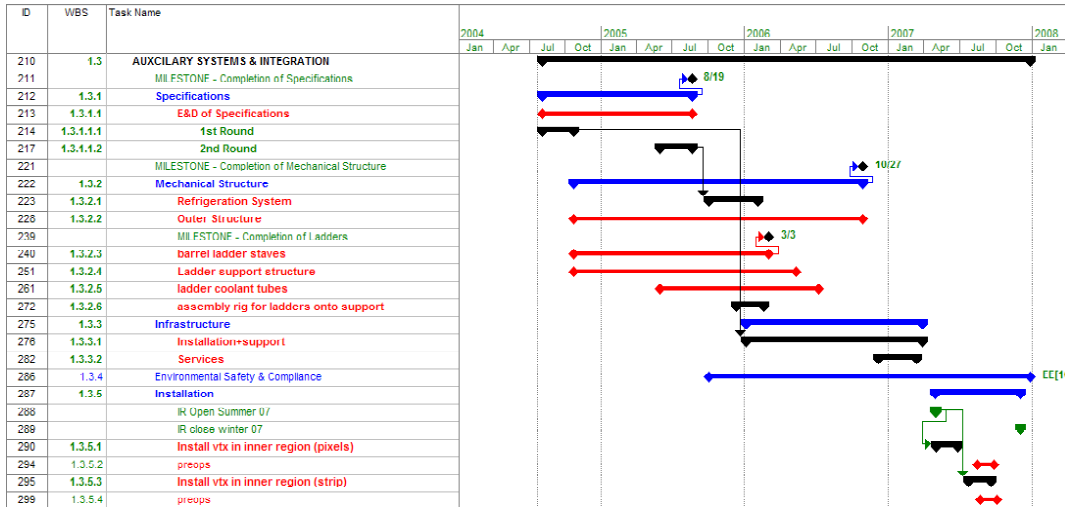 ID WBS Task Name
2004 2005 2006 2007 2008
Jan Apr Jul Oct Jan Apr Jul Oct Jan Apr Jul Oct Jan Apr Jul Oct Jan
210 1.3 AUXCILARY SYSTEMS & INTEGRATION
211 MILESTONE - Completion of Specifications 8/19
212 1.3.1 Specifications
213 1.3.1.1 E&D of Specifications
214 1.3.1.1.1 1st Round
217 1.3.1.1.2 2nd Round
221 MILESTONE - Completion of Mechanical Structure 10/27
222 1.3.2 Mechanical Structure
223 1.3.2.1 Refrigeration System
228 1.3.2.2 Outer Structure
239 MILESTONE - Completion of Ladders 3/3
240 1.3.2.3 barrel ladder staves
251 1.3.2.4 Ladder support structure
261 1.3.2.5 ladder coolant tubes
272 1.3.2.6 assembly rig for ladders onto support
275 1.3.3 Infrastructure
276 1.3.3.1 Installation+support
282 1.3.3.2 Services
286 1.3.4 Environmental Safety & Compliance
287 1.3.5 Installation
288 IR Open Summer 07
289 IR close winter 07
290 1.3.5.1 Install vtx in inner region (pixels)
294 1.3.5.2 preops
295 1.3.5.3 Install vtx in inner region (strip)
299 1.3.5.4 preops